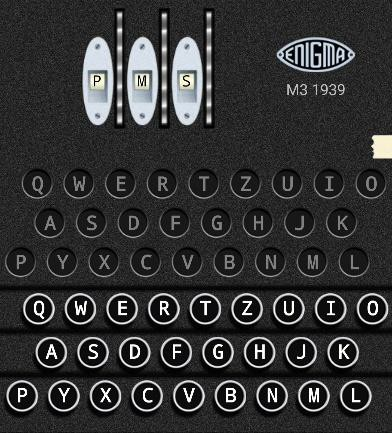 P M S
ENIGMA
M3 1939
Q W E R T Z U I O
A S D F G H J K
P Y X C V B N M L
Q W E R T Z U I O
A S D F G H J K
P Y X C V B N M L